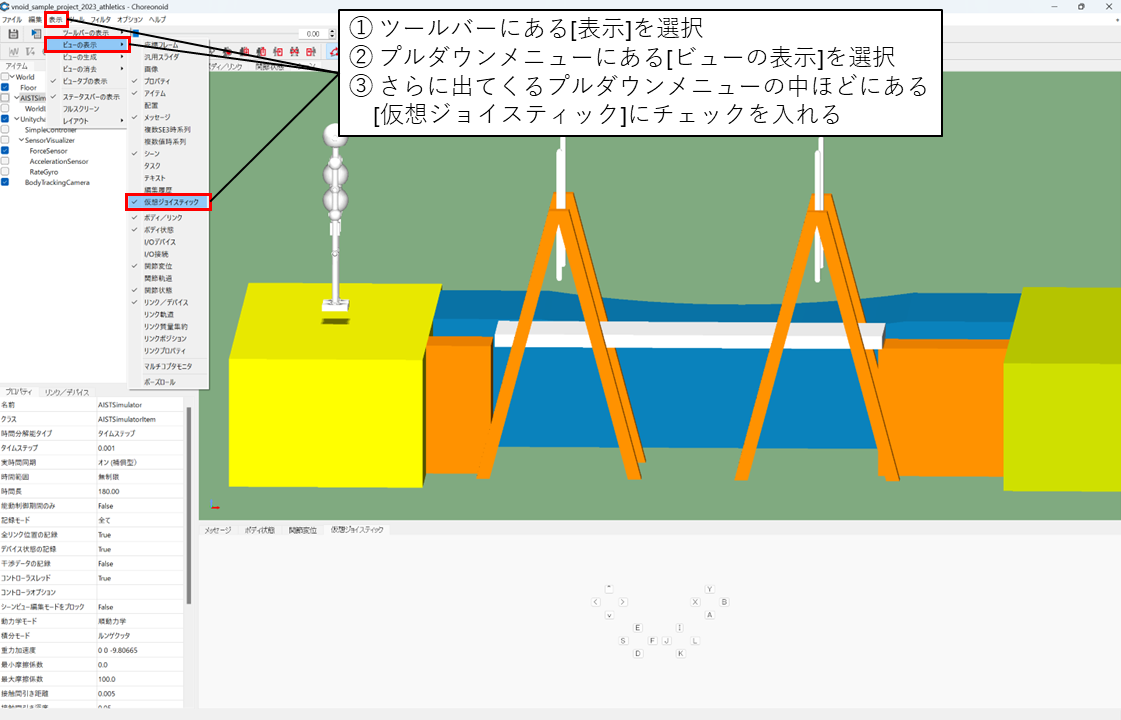 vnoid_sample_project_2023_athletics - Choreonoid
ファイル 編集 表示 ツール フィルタ オプション ヘルプ
① ツールバーにある[表示]を選択
② プルダウンメニューにある[ビューの表示]を選択
③ さらに出てくるプルダウンメニューの中ほどにある
[仮想ジョイスティック]にチェックを入れる
0.00
ツールバーの表示
ビューの表示
ビューの生成
ビューの消去
ビュータブの表示
ステータスバーの表示
フルスクリーン
レイアウト
座標フレーム
汎用スライダ
画像
プロパティ
アイテム
配置
メッセージ
複数SE3時系列
複数値時系列
シーン
タスク
テキスト
編集履歴
仮想ジョイスティック
ボディ／リンク
ボディ状態
I/Oデバイス
I/O接続
関節変位
関節軌道
関節状態
リンク／デバイス
リンク軌道
リンク質量集約
リンクポジション
リンクプロパティ
マルチコプタモニタ
ポーズロール
アイテム
World
Floor
AISTSim
WorldI
Unitycha
SimpleController
SensorVisualizer
ForceSensor
AccelerationSensor
RateGyro
BodyTrackingCamera
プロパティ リンク／デバイス
名前 AISTSimulator
クラス AISTSimulatorItem
時間分解能タイプ タイムステップ
タイムステップ 0.001
実時間同期 オン (補償型)
時間範囲 無制限
時間長 180.00
能動制御期間のみ False
記録モード 全て
全リンク位置の記録 True
デバイス状態の記録 True
干渉データの記録 False
コントローラスレッド True
コントローラオプション
シーンビュー編集モードをブロック False
動力学モード 順動力学
積分モード ルンゲクッタ
重力加速度 0 0 -9.80665
最小摩擦係数 0.0
最大摩擦係数 100.0
接触間引き距離 0.005
接触間引き深度 0.05
メッセージ ボディ状態 関節変位 仮想ジョイスティック
^ Y
< > X B
v A
E I
S F J L
D K